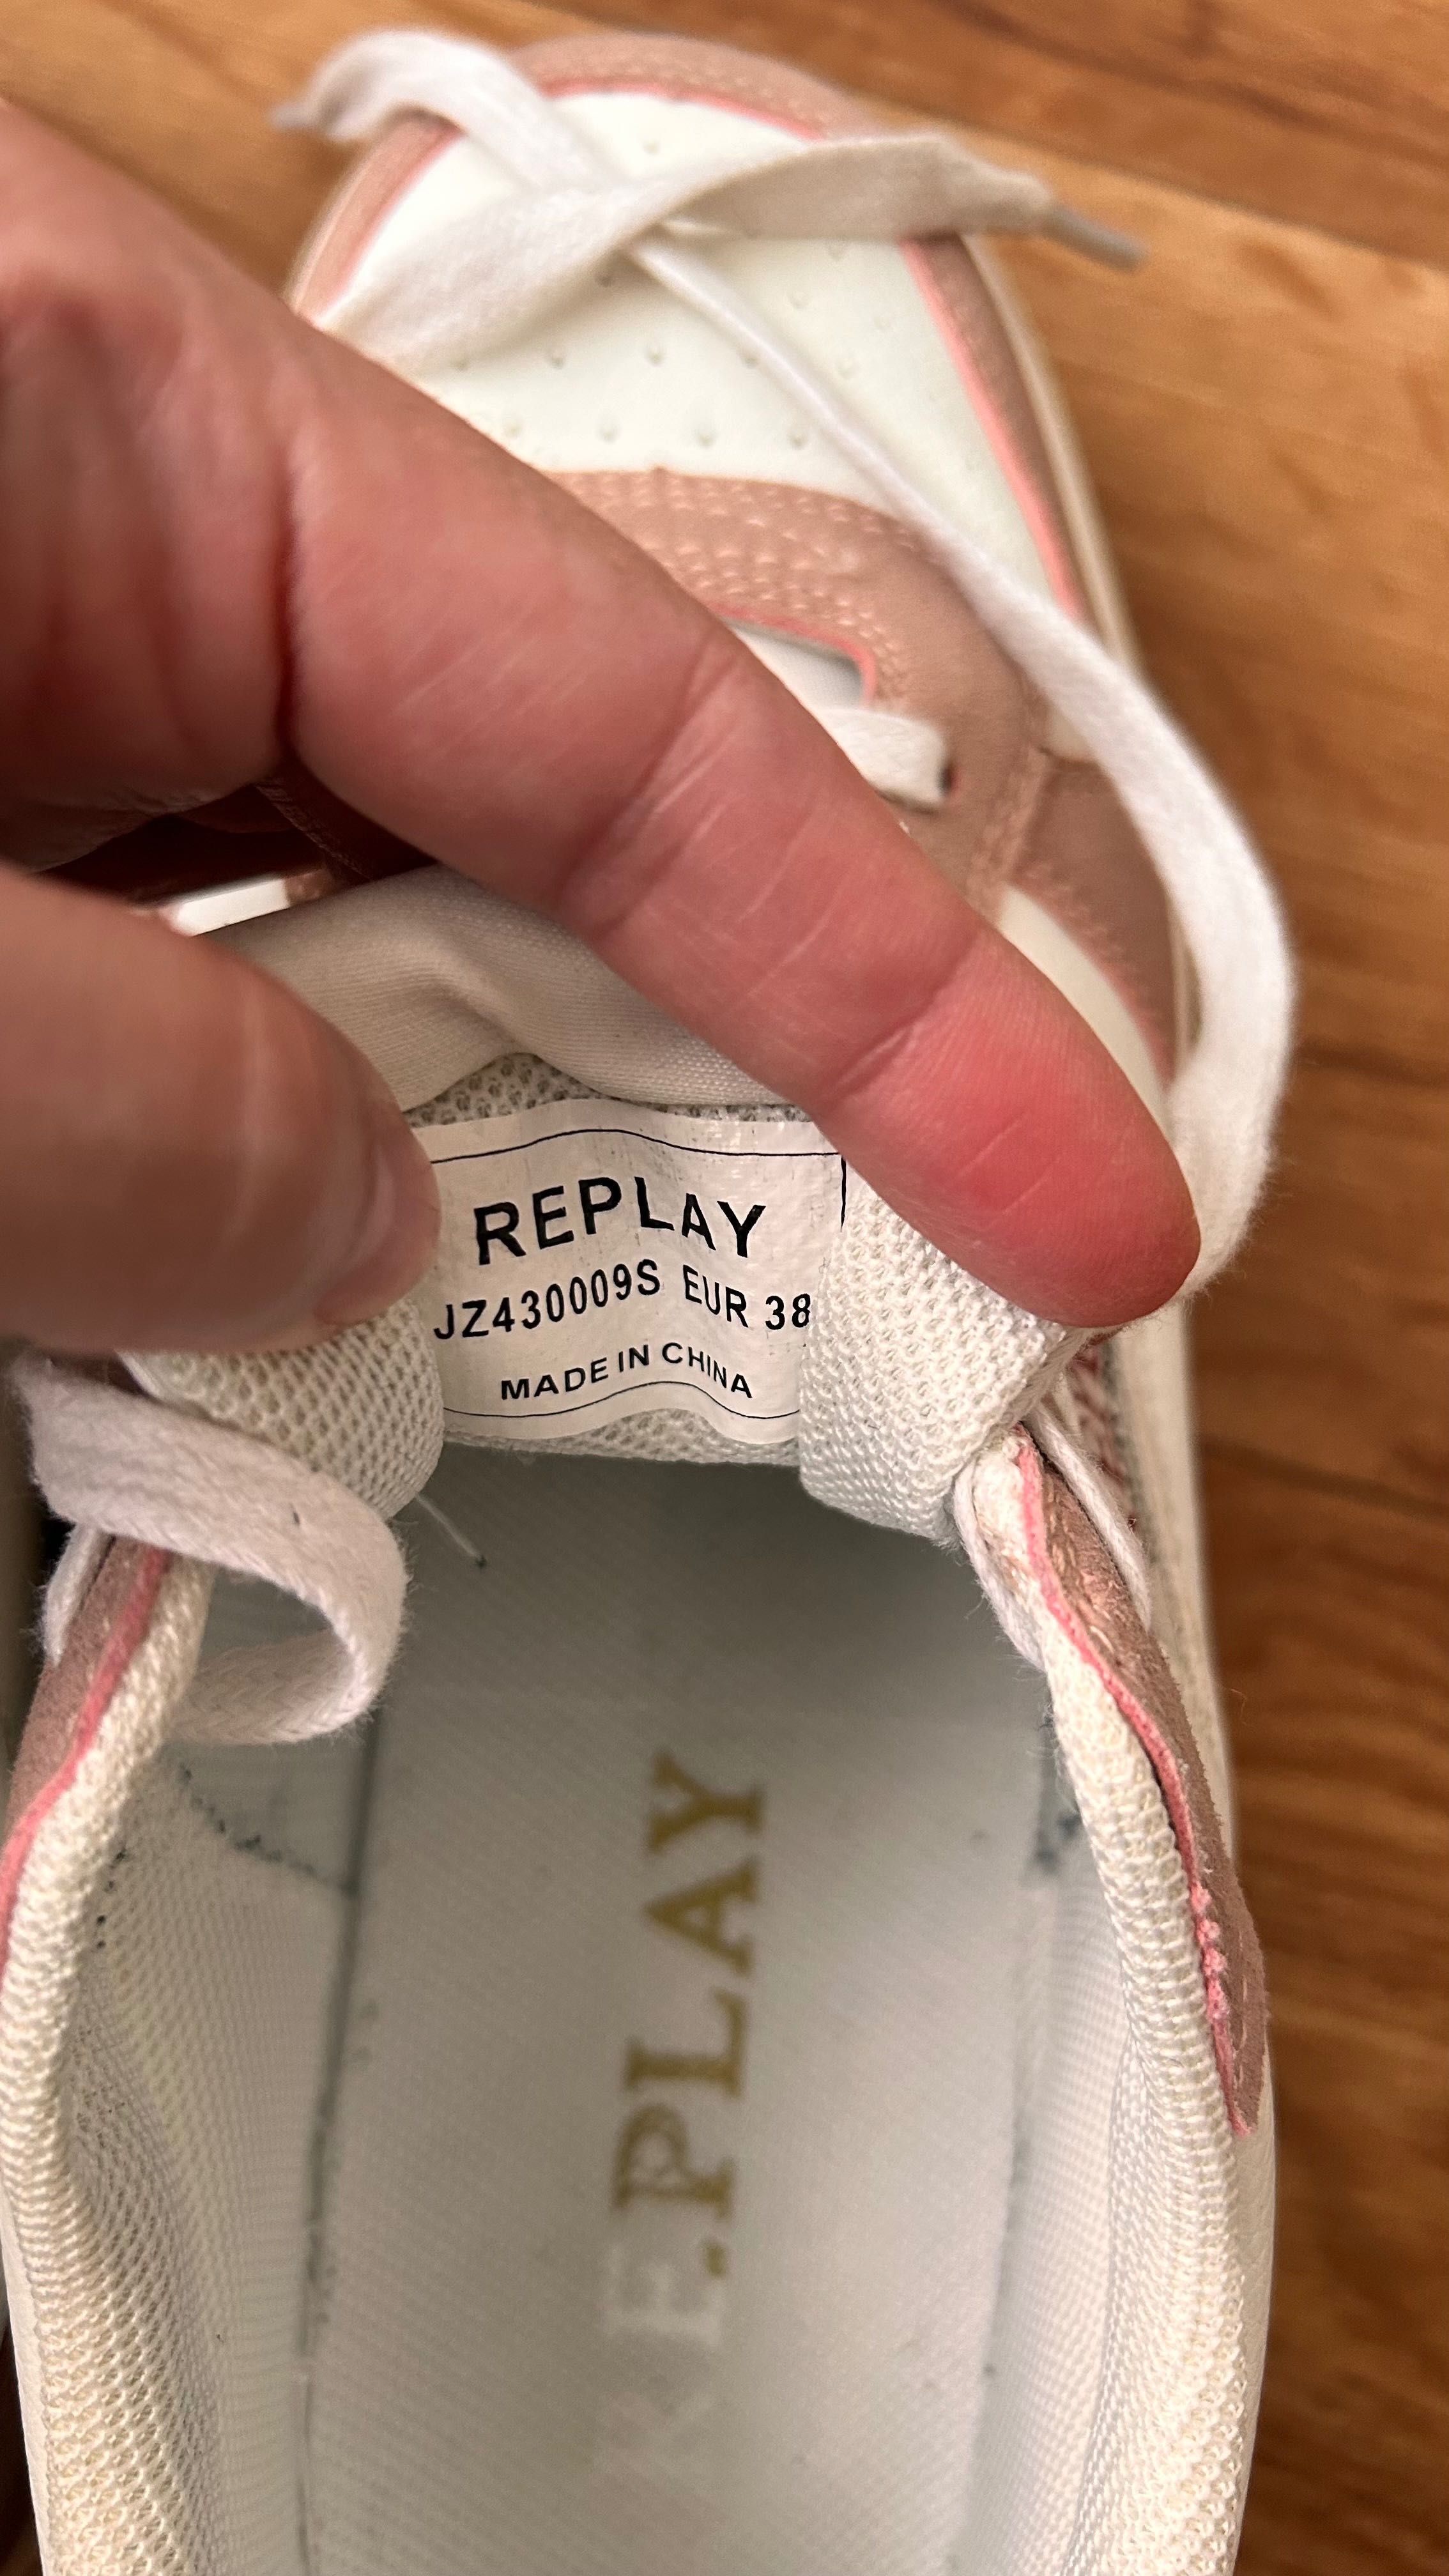 REPLAY
JZ430009S EUR 38
MADE IN CHINA
E.PLAY